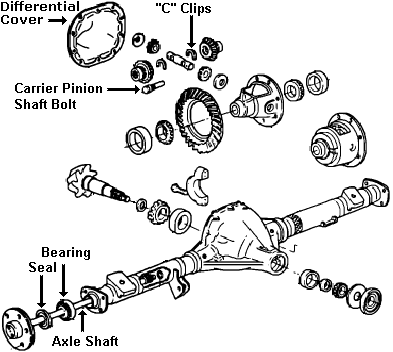 Differential
Cover
"C" Clips
Carrier Pinion
Shaft Bolt
Bearing
Seal
Axle Shaft